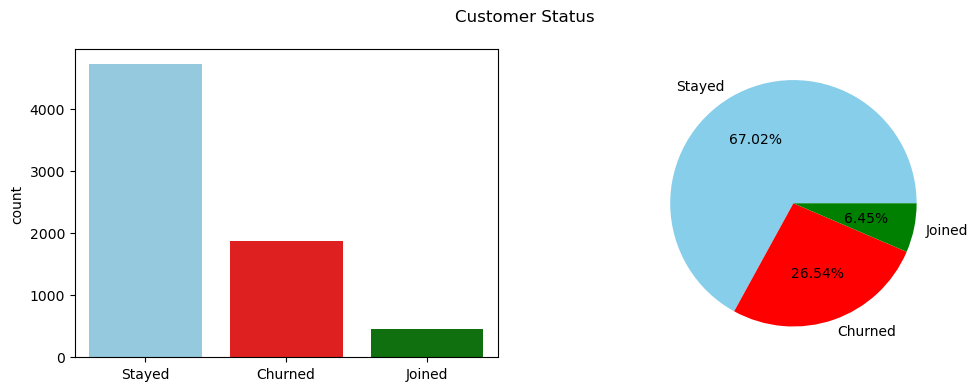 Customer Status
4000
3000
2000
1000
0
count
Stayed
Churned
Joined
Stayed
67.02%
6.45%
Joined
26.54%
Churned